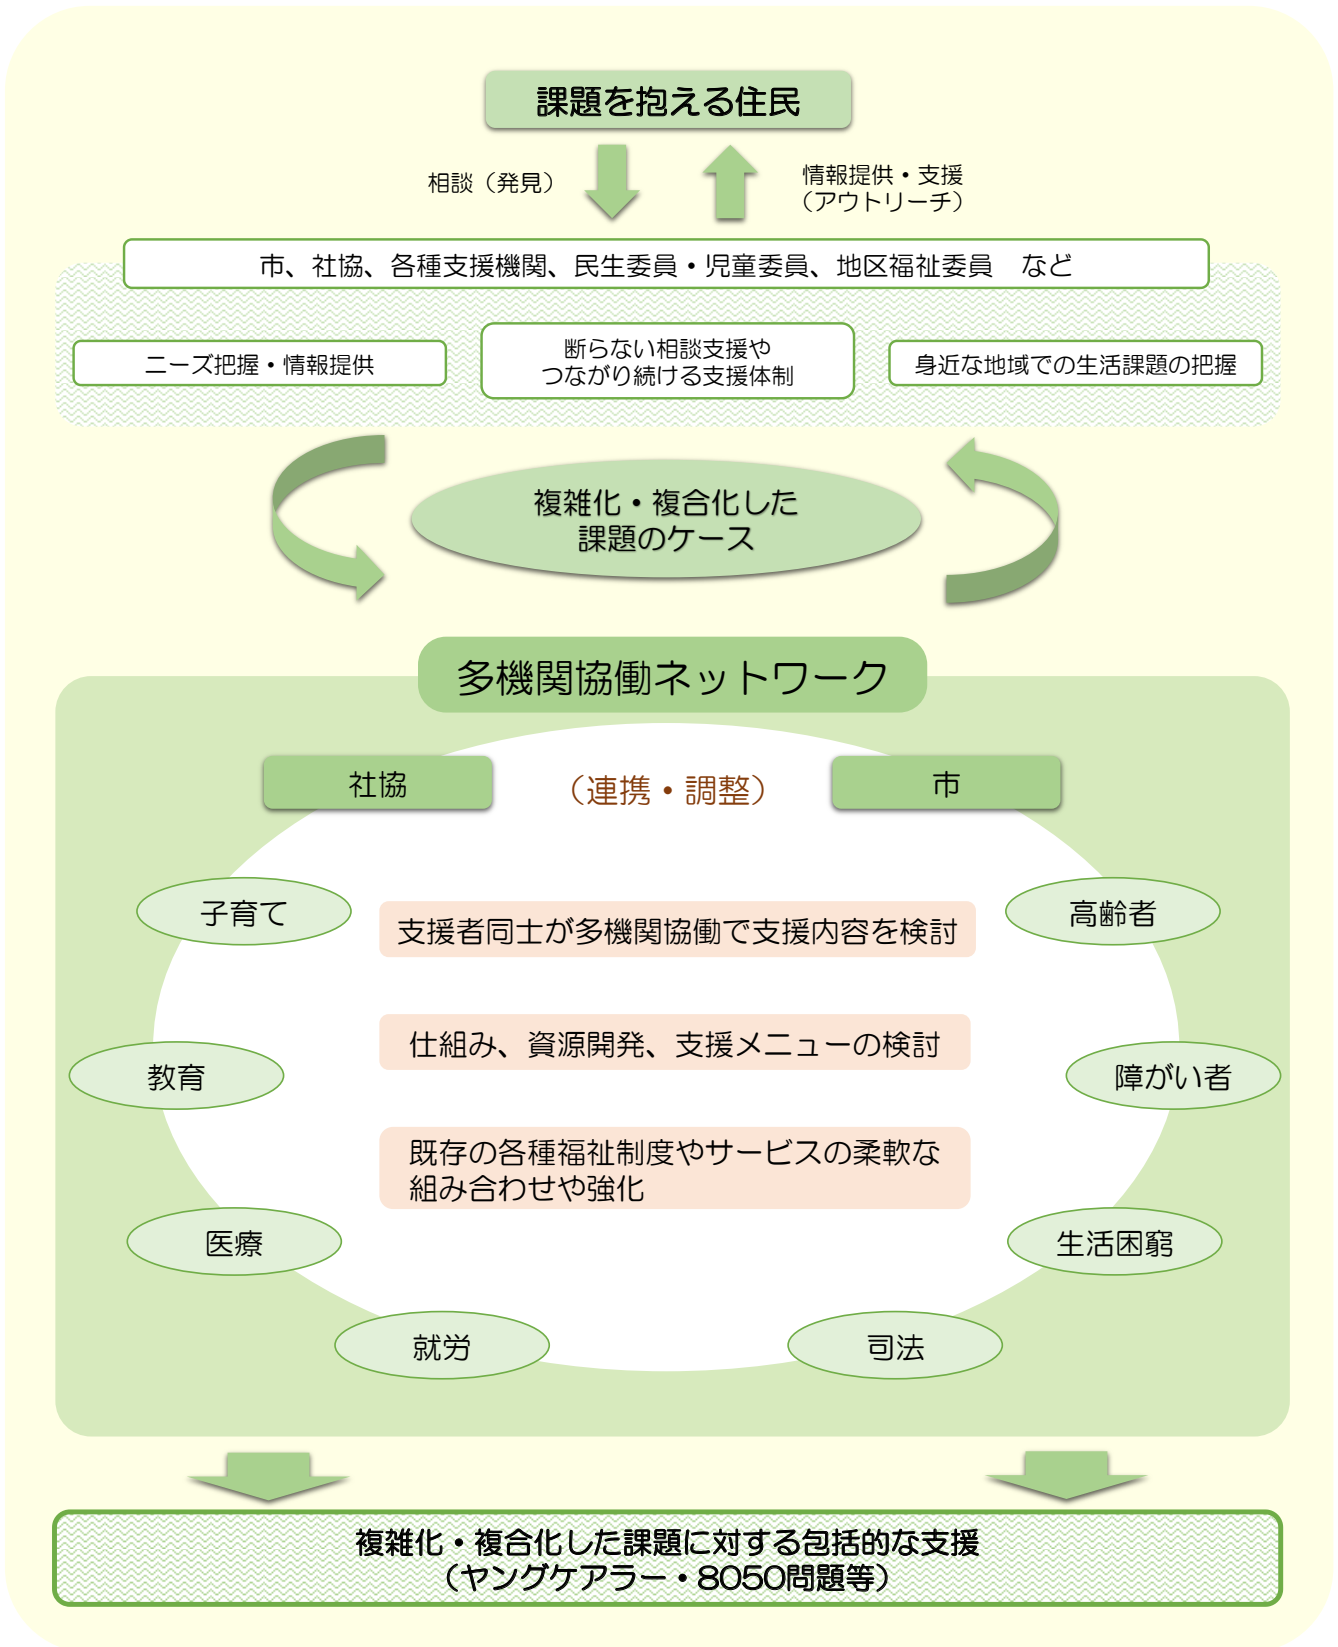 課題を抱える住民
相談（発見）
情報提供・支援
（アウトリーチ）
市、社協、各種支援機関、民生委員・児童委員、地区福祉委員　など
ニーズ把握・情報提供
断らない相談支援や
つながり続ける支援体制
身近な地域での生活課題の把握
複雑化・複合化した
課題のケース
多機関協働ネットワーク
社協
（連携・調整）
市
子育て
高齢者
支援者同士が多機関協働で支援内容を検討
仕組み、資源開発、支援メニューの検討
教育
障がい者
既存の各種福祉制度やサービスの柔軟な
組み合わせや強化
医療
生活困窮
就労
司法
複雑化・複合化した課題に対する包括的な支援
（ヤングケアラー・8050問題等）